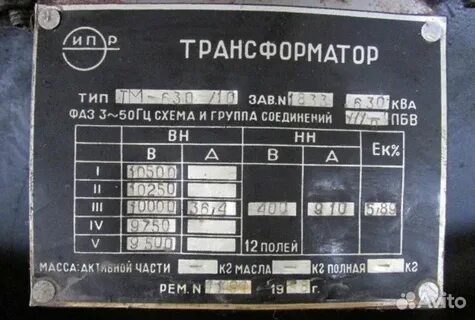 ИПР
ТРАНСФОРМАТОР
ТИП ТМ-630/10 ЗАВ.N 1833 630 КВА
ФАЗ 3~50ГЦ СХЕМА И ГРУППА СОЕДИНЕНИЙ ПБВ
ВН НН Ек%
В А В А
I 10500
II 10250
III 10000 36,4 400 910 5,89
IV 9750
V 9500 12 ПОЛЕЙ
МАССА: АКТИВНОЙ ЧАСТИ — КГ МАСЛА — КГ ПОЛНАЯ — КГ
РЕМ. N 19 г.
Avito